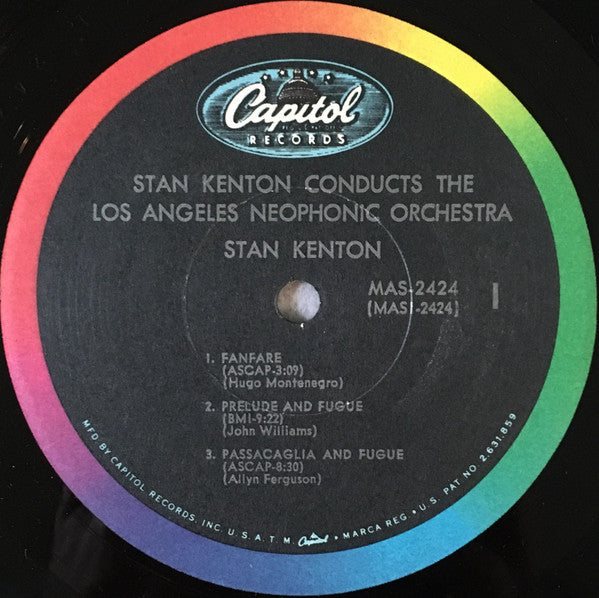 Capitol
RECORDS
STAN KENTON CONDUCTS THE
LOS ANGELES NEOPHONIC ORCHESTRA
STAN KENTON
MAS-2424
(MAS1-2424)
1
1. FANFARE
(ASCAP-3:09)
(Hugo Montenegro)
2. PRELUDE AND FUGUE
(BMI-9:22)
(John Williams)
3. PASSACAGLIA AND FUGUE
(ASCAP-8:30)
(Allyn Ferguson)
MFD BY CAPITOL RECORDS, INC. U.S.A. T.M. Capitol • MARCA REG. • U.S. PAT. NO. 2,631,859